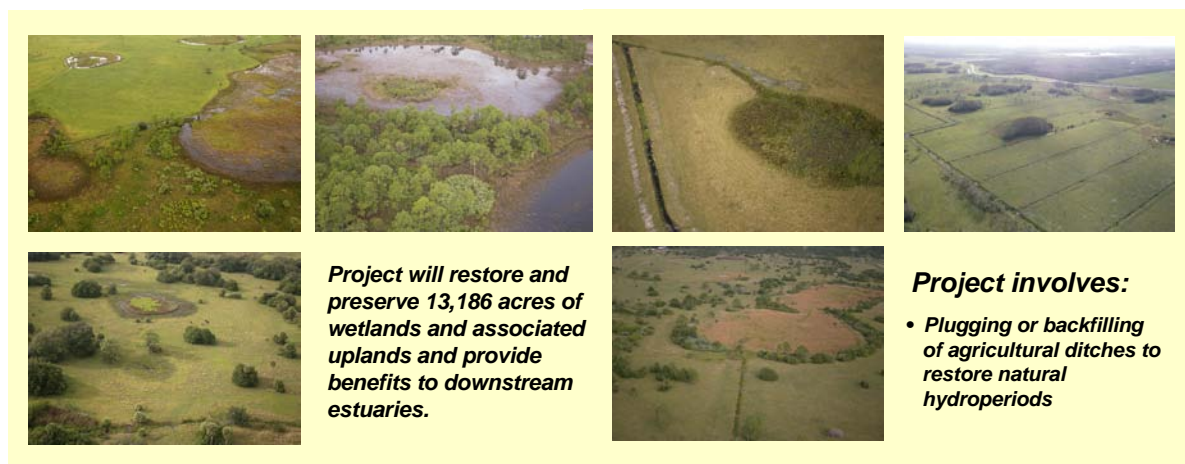 Project will restore and
preserve 13,186 acres of
wetlands and associated
uplands and provide
benefits to downstream
estuaries.
Project involves:
• Plugging or backfilling
of agricultural ditches to
restore natural
hydroperiods